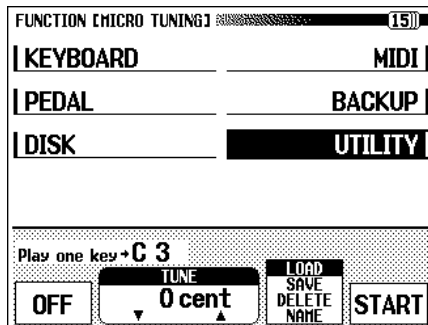 FUNCTION [MICRO TUNING] 15
KEYBOARD MIDI
PEDAL BACKUP
DISK UTILITY
Play one key→C 3
OFF
TUNE
0 cent
▼ ▲
LOAD
SAVE
DELETE
NAME
START